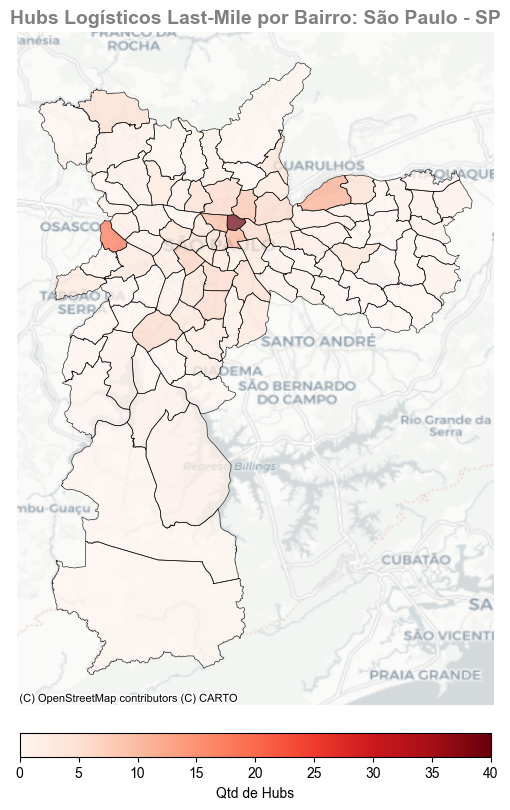 Hubs Logísticos Last-Mile por Bairro: São Paulo - SP
FRANCO DA
ROCHA
GUARULHOS
OSASCO
TABOÃO DA
SERRA
SANTO ANDRÉ
DIADEMA
SÃO BERNARDO
DO CAMPO
Rio Grande da
Serra
Represa Billings
mbu-Guaçu
CUBATÃO
SA
SÃO VICENT
PRAIA GRANDE
(C) OpenStreetMap contributors (C) CARTO
0 5 10 15 20 25 30 35 40
Qtd de Hubs